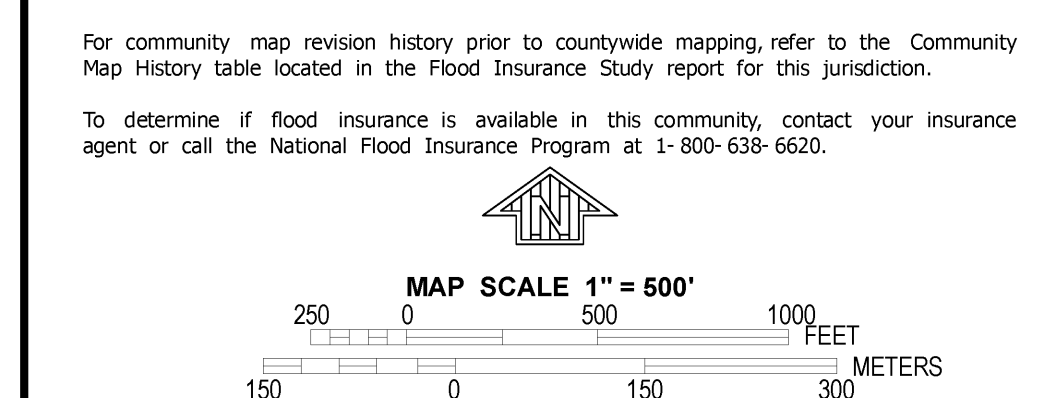 For community map revision history prior to countywide mapping, refer to the Community
Map History table located in the Flood Insurance Study report for this jurisdiction.
To determine if flood insurance is available in this community, contact your insurance
agent or call the National Flood Insurance Program at 1- 800- 638- 6620.
N
MAP SCALE 1" = 500'
250 0 500 1000
FEET
METERS
150 0 150 300